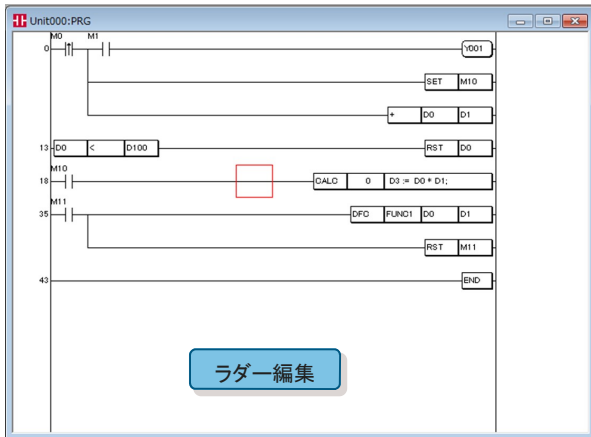 Unit000:PRG
M0 M1
0 Y001
SET M10
+ D0 D1
13 D0 < D100 RST D0
M10
18 CALC 0 D3 := D0 * D1;
M11
35 DFC FUNC1 D0 D1
RST M11
43 END
ラダー編集